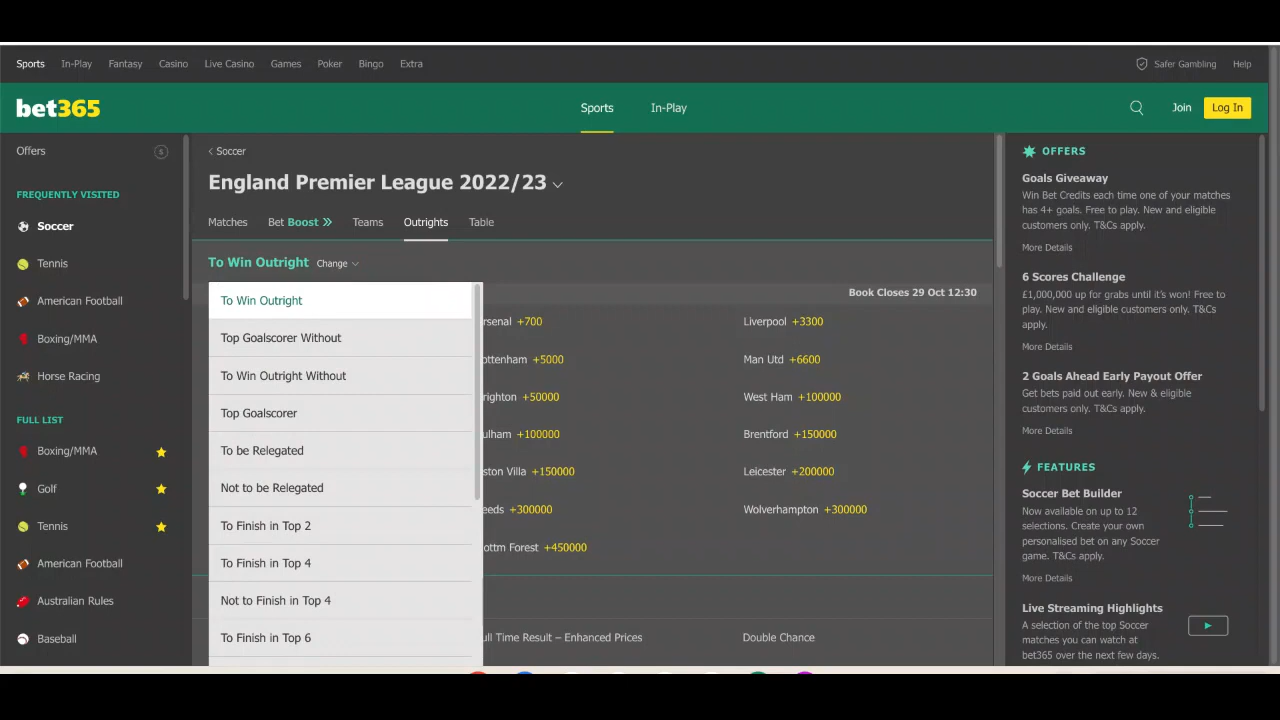 Sports In-Play Fantasy Casino Live Casino Games Poker Bingo Extra Safer Gambling Help
bet365 Sports In-Play Join Log In
Offers
FREQUENTLY VISITED
Soccer
Tennis
American Football
Boxing/MMA
Horse Racing
FULL LIST
Boxing/MMA
Golf
Tennis
American Football
Australian Rules
Baseball
Soccer
England Premier League 2022/23
Matches Bet Boost Teams Outrights Table
To Win Outright Change
To Win Outright
Top Goalscorer Without
To Win Outright Without
Top Goalscorer
To be Relegated
Not to be Relegated
To Finish in Top 2
To Finish in Top 4
Not to Finish in Top 4
To Finish in Top 6
Book Closes 29 Oct 12:30
rsenal +700 Liverpool +3300
ottenham +5000 Man Utd +6600
righton +50000 West Ham +100000
ulham +100000 Brentford +150000
ston Villa +150000 Leicester +200000
eeds +300000 Wolverhampton +300000
ottm Forest +450000
ull Time Result – Enhanced Prices Double Chance
OFFERS
Goals Giveaway
Win Bet Credits each time one of your matches
has 4+ goals. Free to play. New and eligible
customers only. T&Cs apply.
More Details
6 Scores Challenge
£1,000,000 up for grabs until it's won! Free to
play. New and eligible customers only. T&Cs
apply.
More Details
2 Goals Ahead Early Payout Offer
Get bets paid out early. New & eligible
customers only. T&Cs apply.
More Details
FEATURES
Soccer Bet Builder
Now available on up to 12
selections. Create your own
personalised bet on any Soccer
game. T&Cs apply.
More Details
Live Streaming Highlights
A selection of the top Soccer
matches you can watch at
bet365 over the next few days.